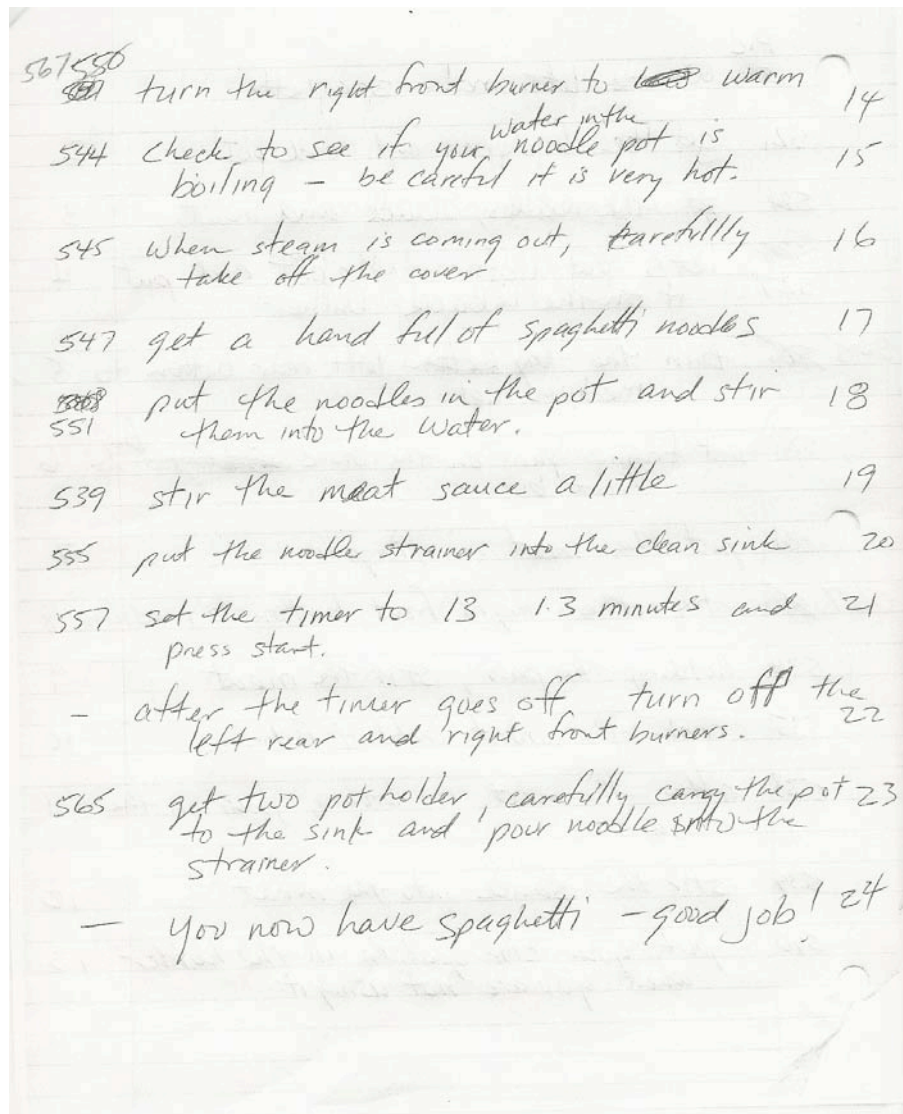 567 556
turn the right front burner to warm 14
water in the
544 check to see if your noodle pot is 15
boiling - be careful it is very hot.
545 when steam is coming out, carefullly 16
take off the cover
547 get a hand ful of spaghetti noodles 17
put the noodles in the pot and stir 18
551 them into the water.
539 stir the meat sauce a little 19
555 put the noodle strainer into the clean sink 20
557 set the timer to 13 1.3 minutes and 21
press start.
- after the timer goes off turn off the
left rear and right front burners. 22
565 get two pot holder, carefully carry the pot 23
to the sink and pour noodle into the
strainer.
- you now have spaghetti - good job! 24